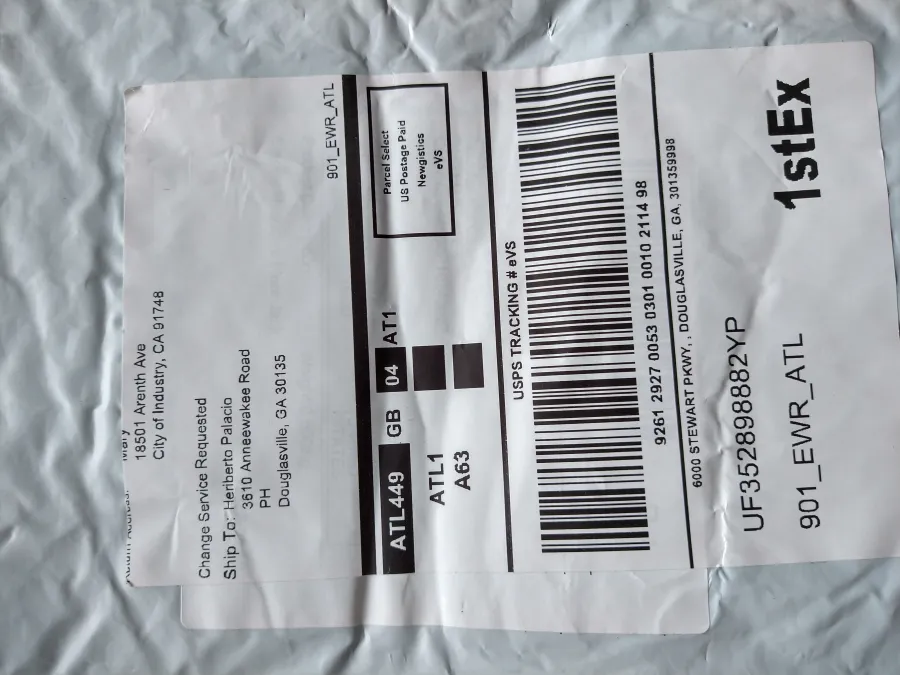 Mary
18501 Arenth Ave
City of Industry, CA 91748
Change Service Requested
Ship To: Heriberto Palacio
3610 Anneewakee Road
PH
Douglasville, GA 30135
901_EWR_ATL
Parcel Select
US Postage Paid
Newgistics
eVS
ATL449 GB 04 AT1
ATL1
A63
USPS TRACKING # eVS
9261 2927 0053 0301 0010 2114 98
6000 STEWART PKWY, , DOUGLASVILLE, GA, 301359998
UF352898882YP
901_EWR_ATL
1stEx